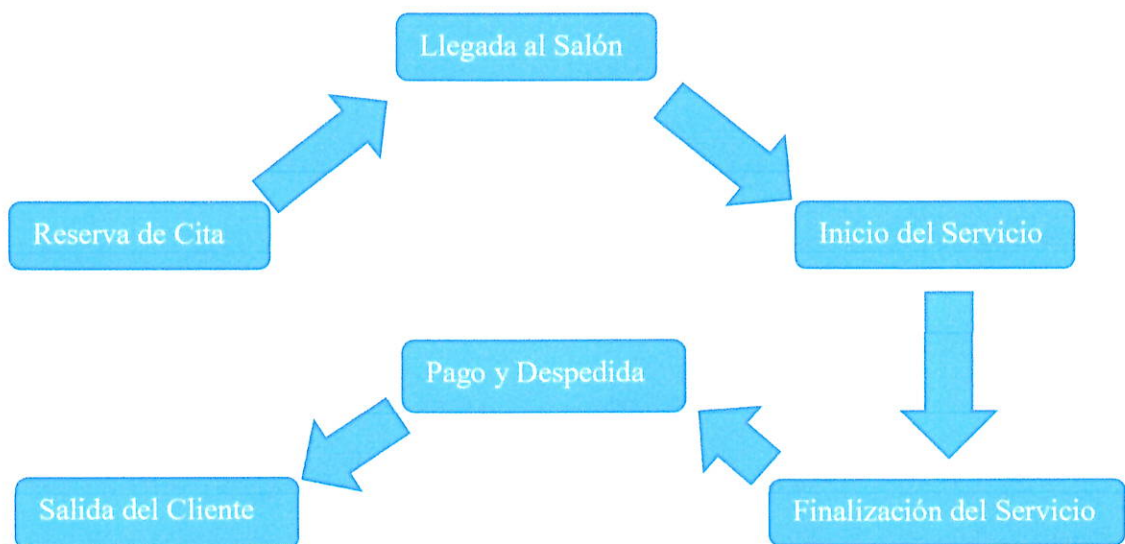 Llegada al Salón
Reserva de Cita
Inicio del Servicio
Pago y Despedida
Salida del Cliente
Finalización del Servicio